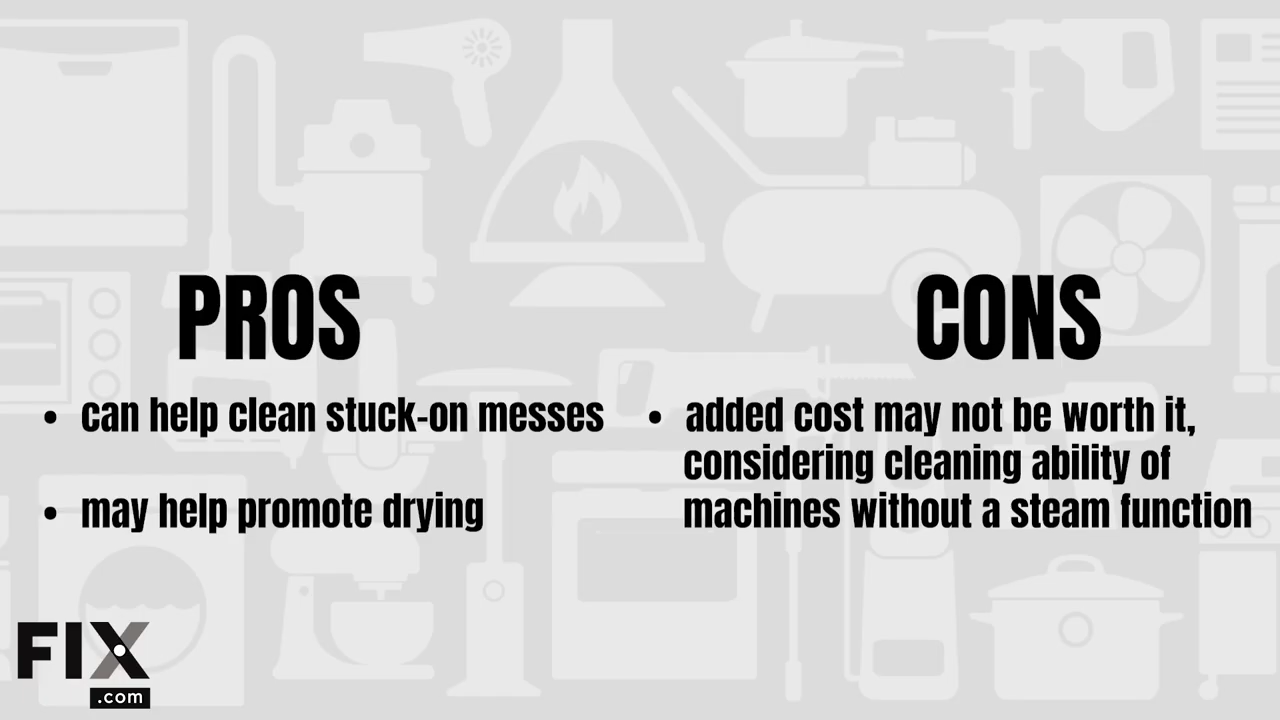 PROS
• can help clean stuck-on messes
• may help promote drying
CONS
• added cost may not be worth it,
considering cleaning ability of
machines without a steam function
FIX
.com